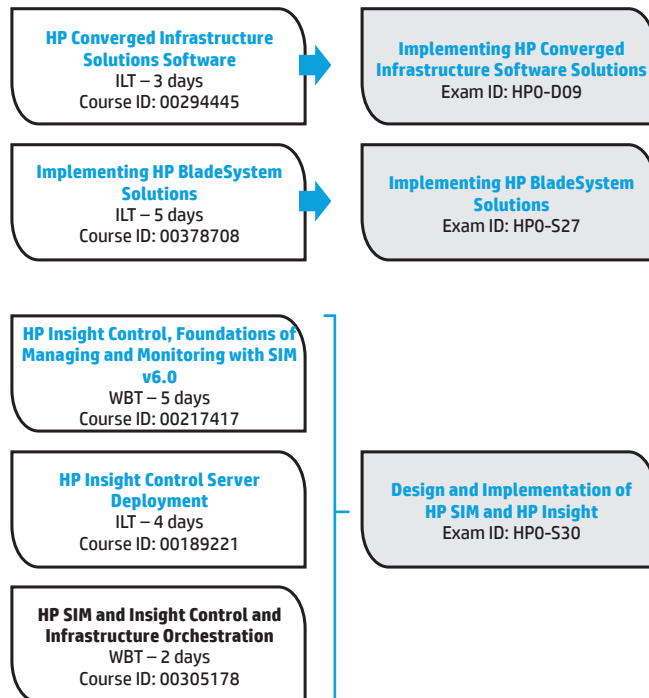 HP Converged Infrastructure
Solutions Software
ILT – 3 days
Course ID: 00294445
Implementing HP Converged
Infrastructure Software Solutions
Exam ID: HP0-D09
Implementing HP BladeSystem
Solutions
ILT – 5 days
Course ID: 00378708
Implementing HP BladeSystem
Solutions
Exam ID: HP0-S27
HP Insight Control, Foundations of
Managing and Monitoring with SIM
v6.0
WBT – 5 days
Course ID: 00217417
HP Insight Control Server
Deployment
ILT – 4 days
Course ID: 00189221
HP SIM and Insight Control and
Infrastructure Orchestration
WBT – 2 days
Course ID: 00305178
Design and Implementation of
HP SIM and HP Insight
Exam ID: HP0-S30